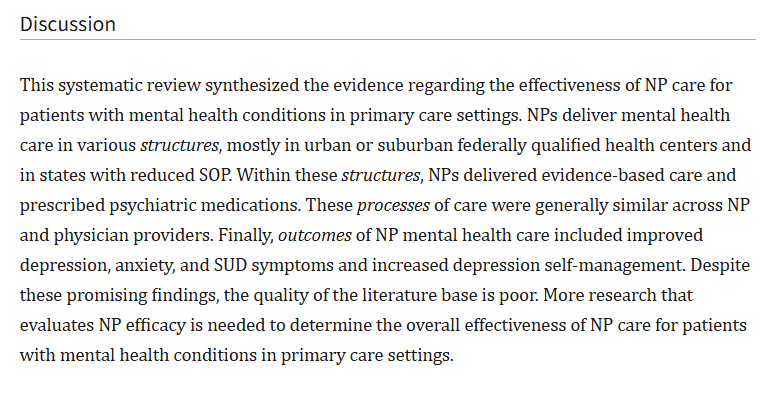 Discussion
This systematic review synthesized the evidence regarding the effectiveness of NP care for
patients with mental health conditions in primary care settings. NPs deliver mental health
care in various structures, mostly in urban or suburban federally qualified health centers and
in states with reduced SOP. Within these structures, NPs delivered evidence-based care and
prescribed psychiatric medications. These processes of care were generally similar across NP
and physician providers. Finally, outcomes of NP mental health care included improved
depression, anxiety, and SUD symptoms and increased depression self-management. Despite
these promising findings, the quality of the literature base is poor. More research that
evaluates NP efficacy is needed to determine the overall effectiveness of NP care for patients
with mental health conditions in primary care settings.